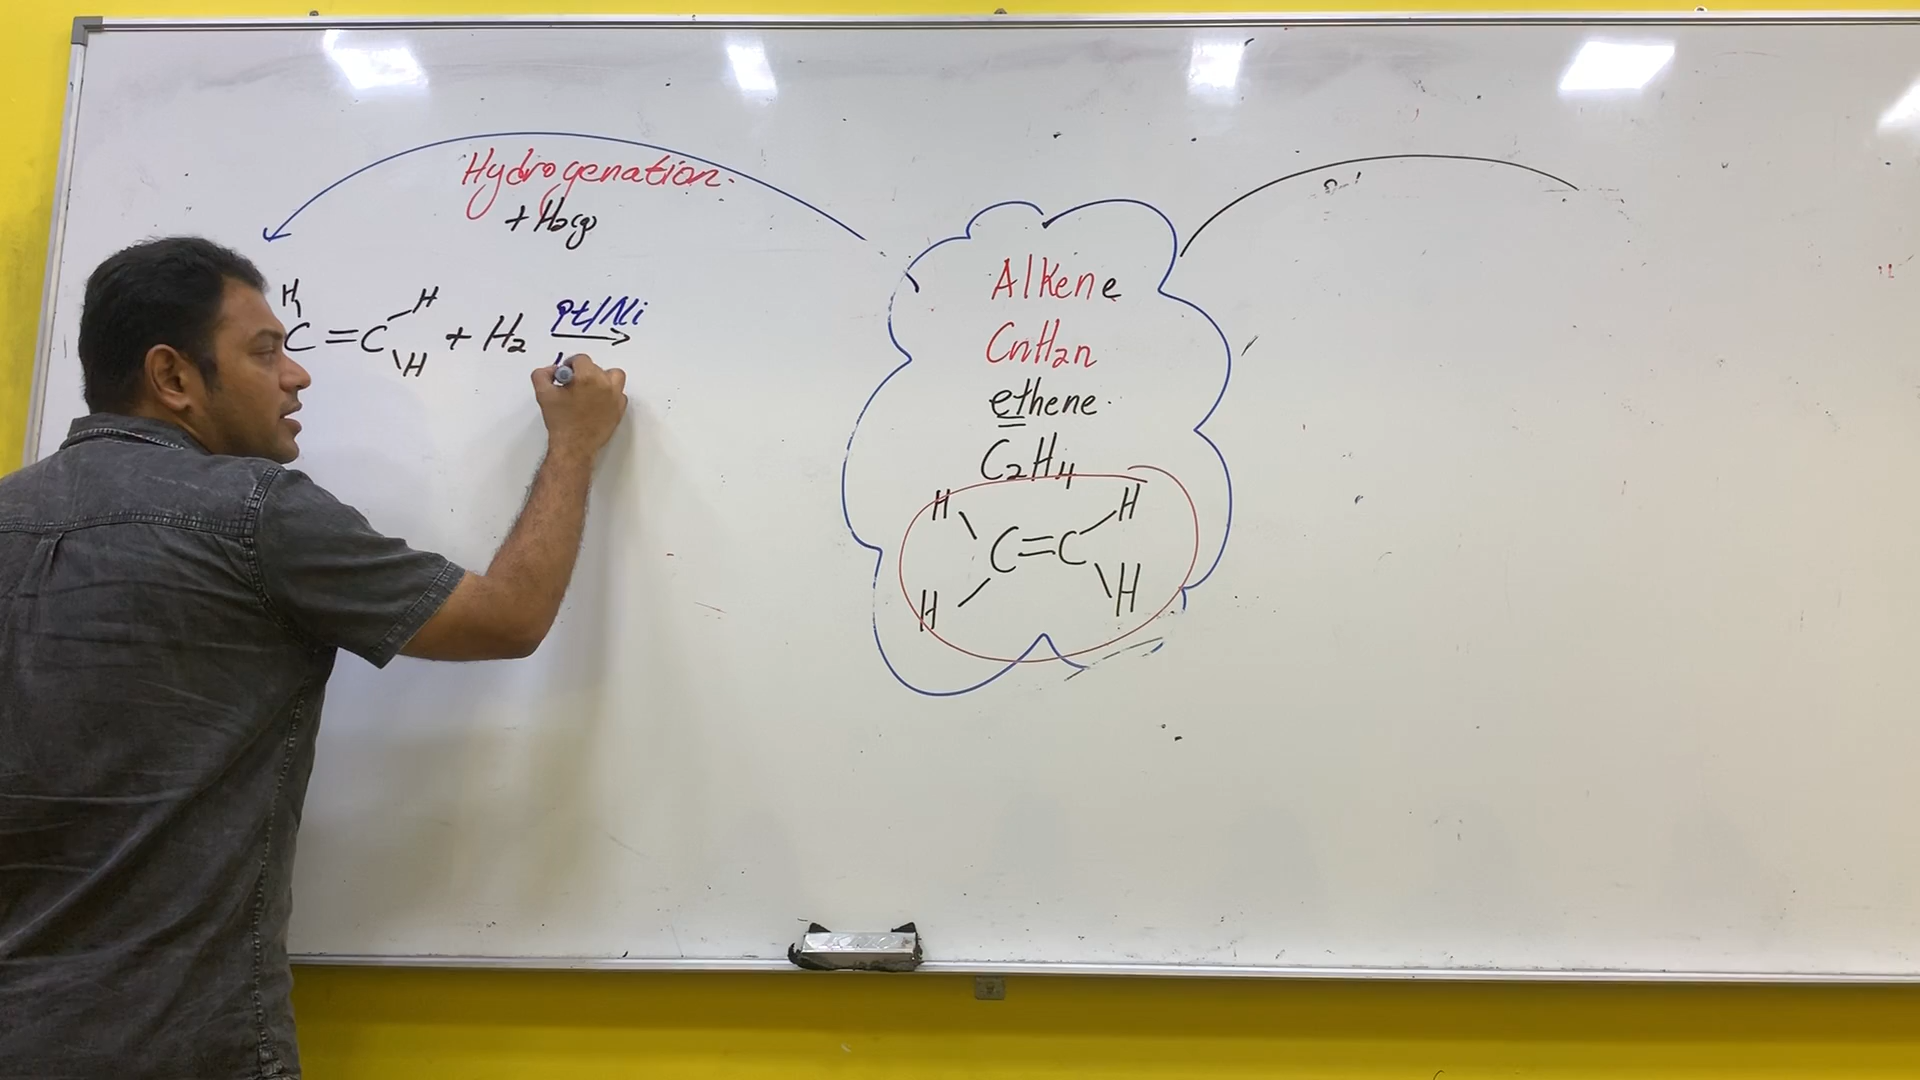 Hydrogenation.
+ H₂(g)
H
C=C
H
H
+ H₂
Pt/Ni
Alkene
CnH₂n
ethene.
C₂H₄
H H
C=C
H H